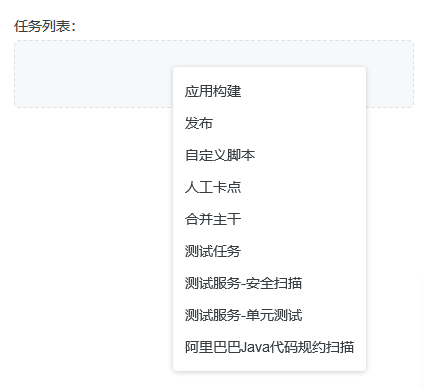 任务列表：
应用构建
发布
自定义脚本
人工卡点
合并主干
测试任务
测试服务-安全扫描
测试服务-单元测试
阿里巴巴Java代码规约扫描